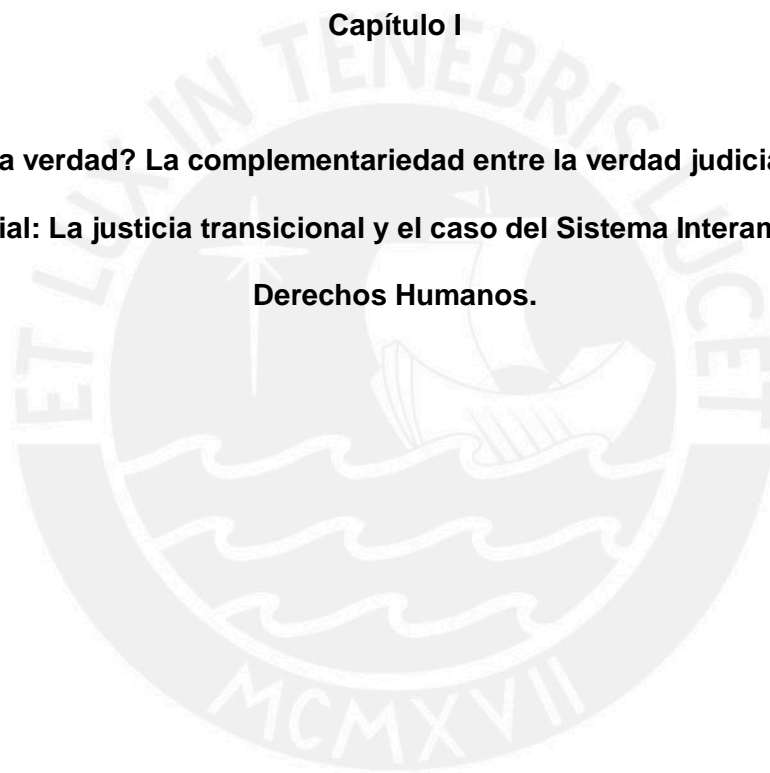 Capítulo I
a verdad? La complementariedad entre la verdad judicia
ial: La justicia transicional y el caso del Sistema Interam
Derechos Humanos.
ET LUX IN TENEBRIS LUCET
MCMXVII